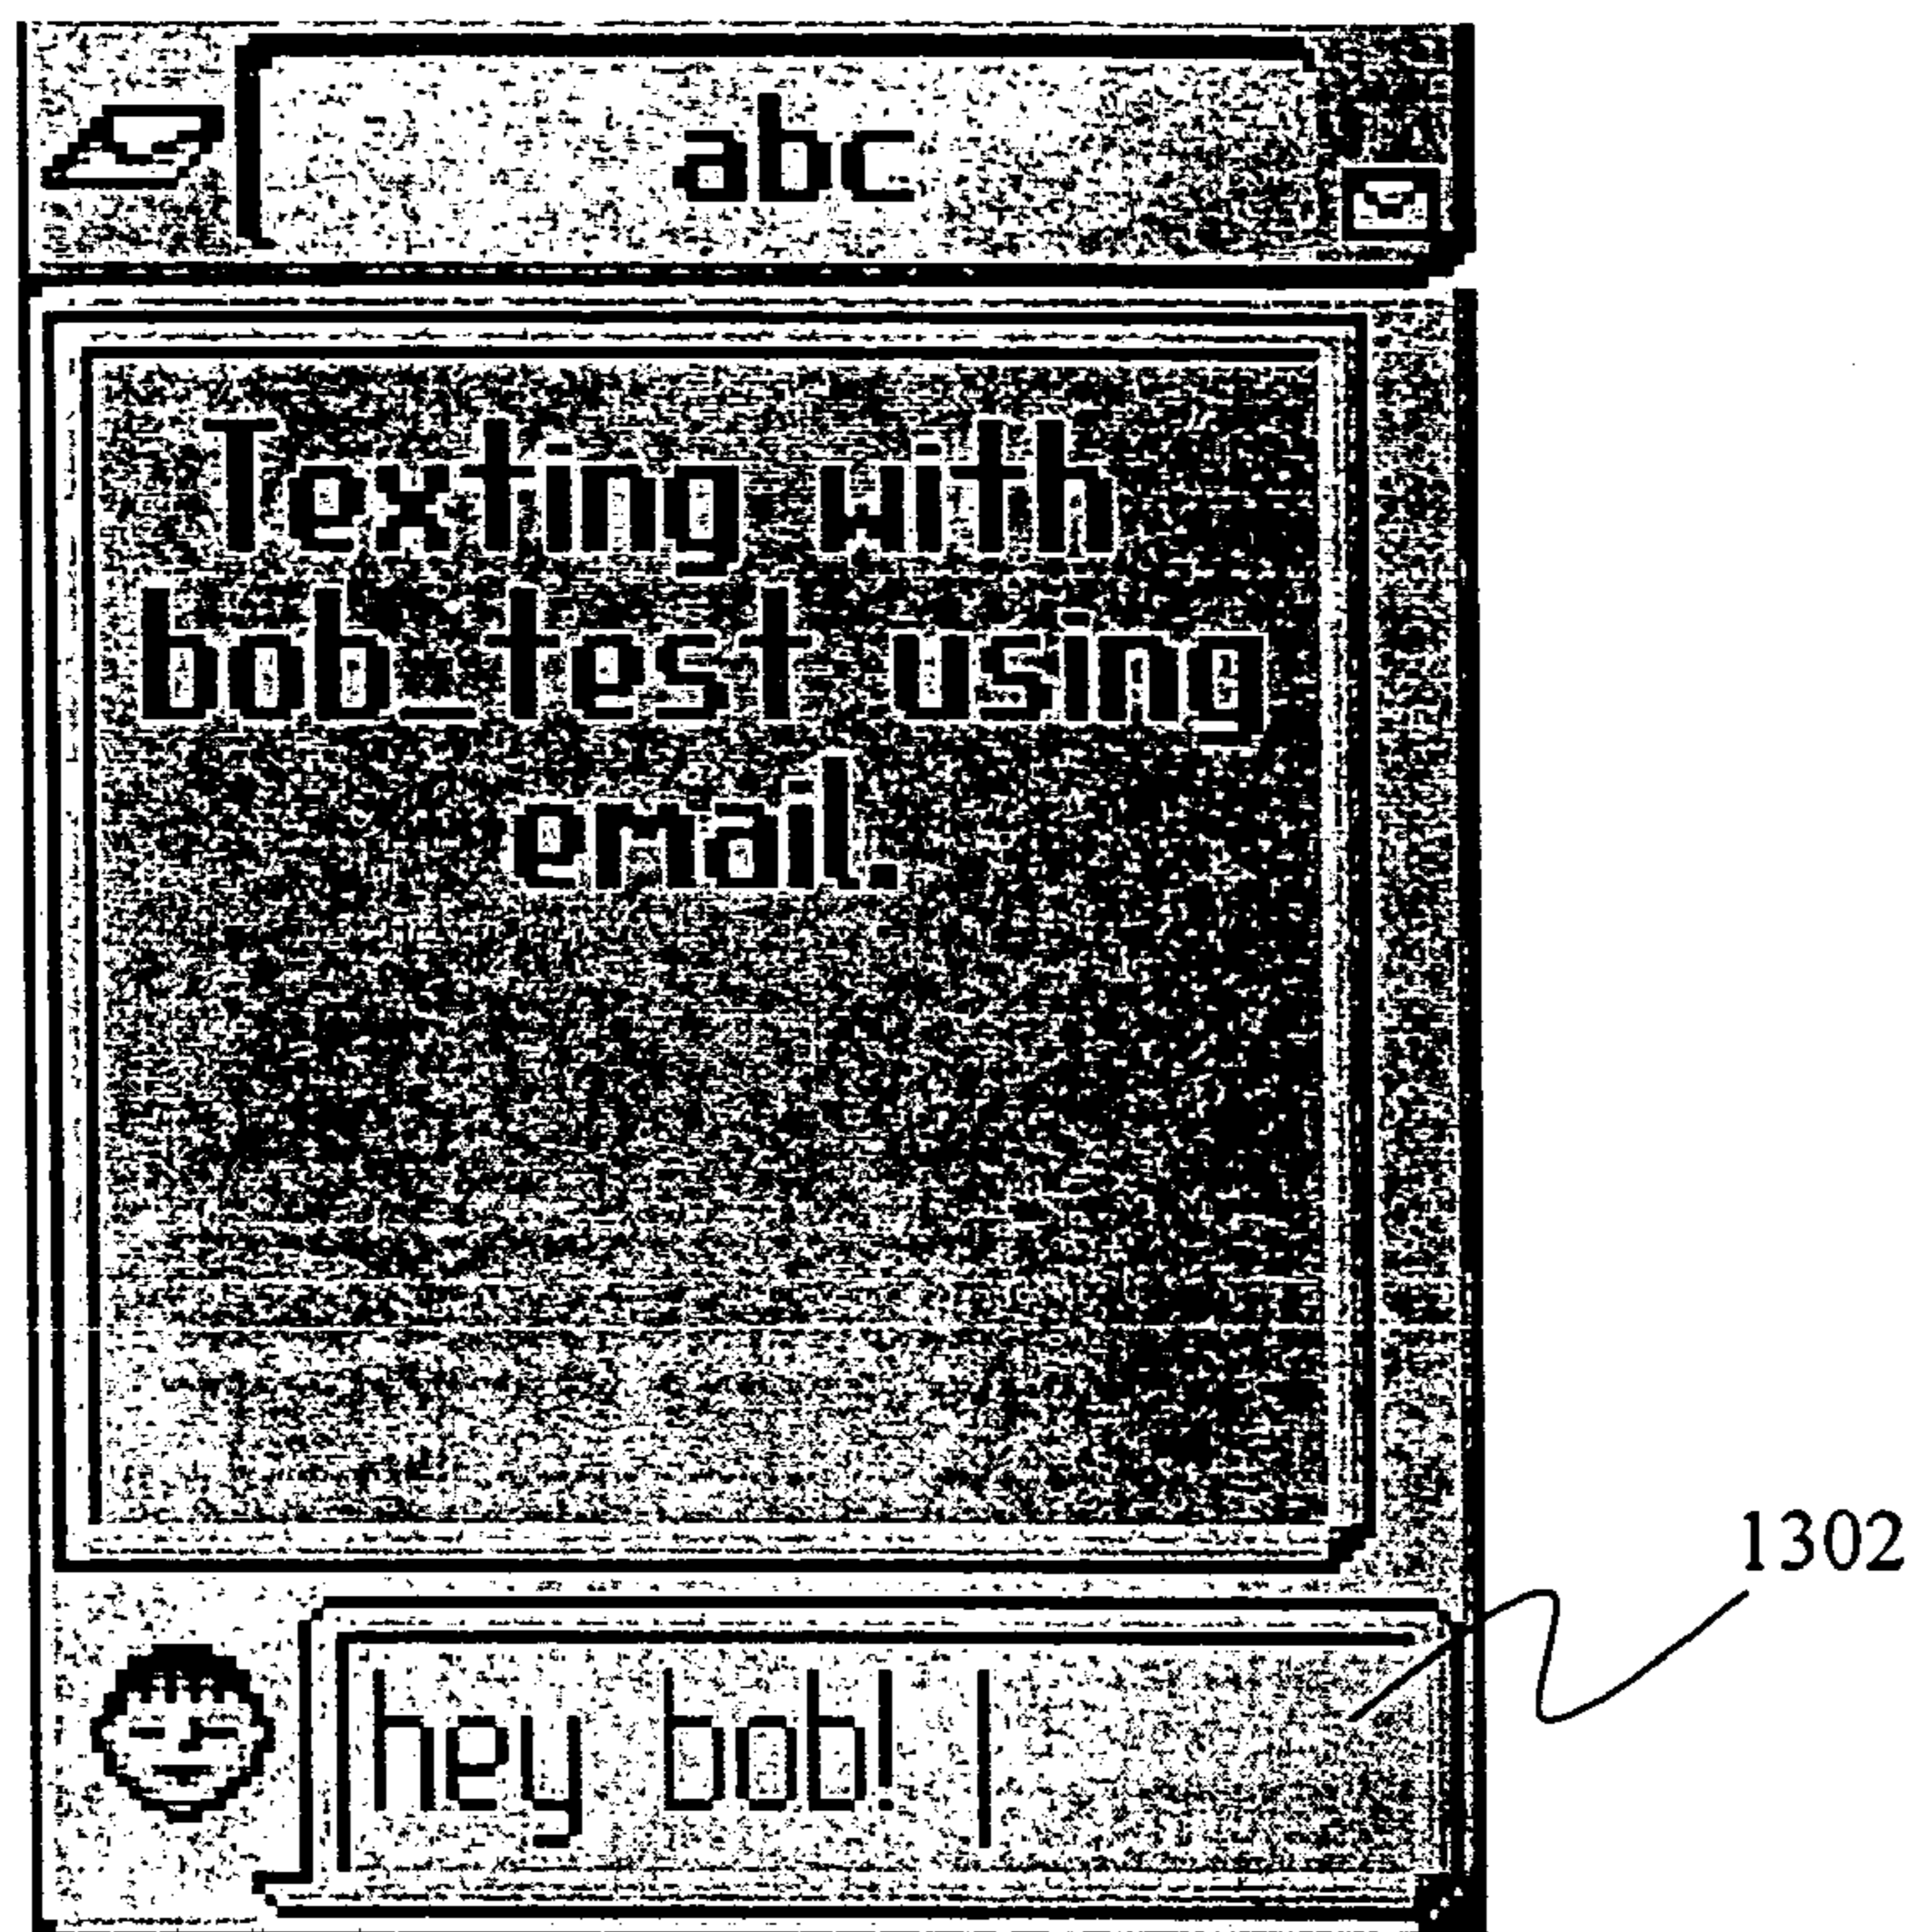 abc
Texting with
bob_test using
email.
1302
hey bob! |